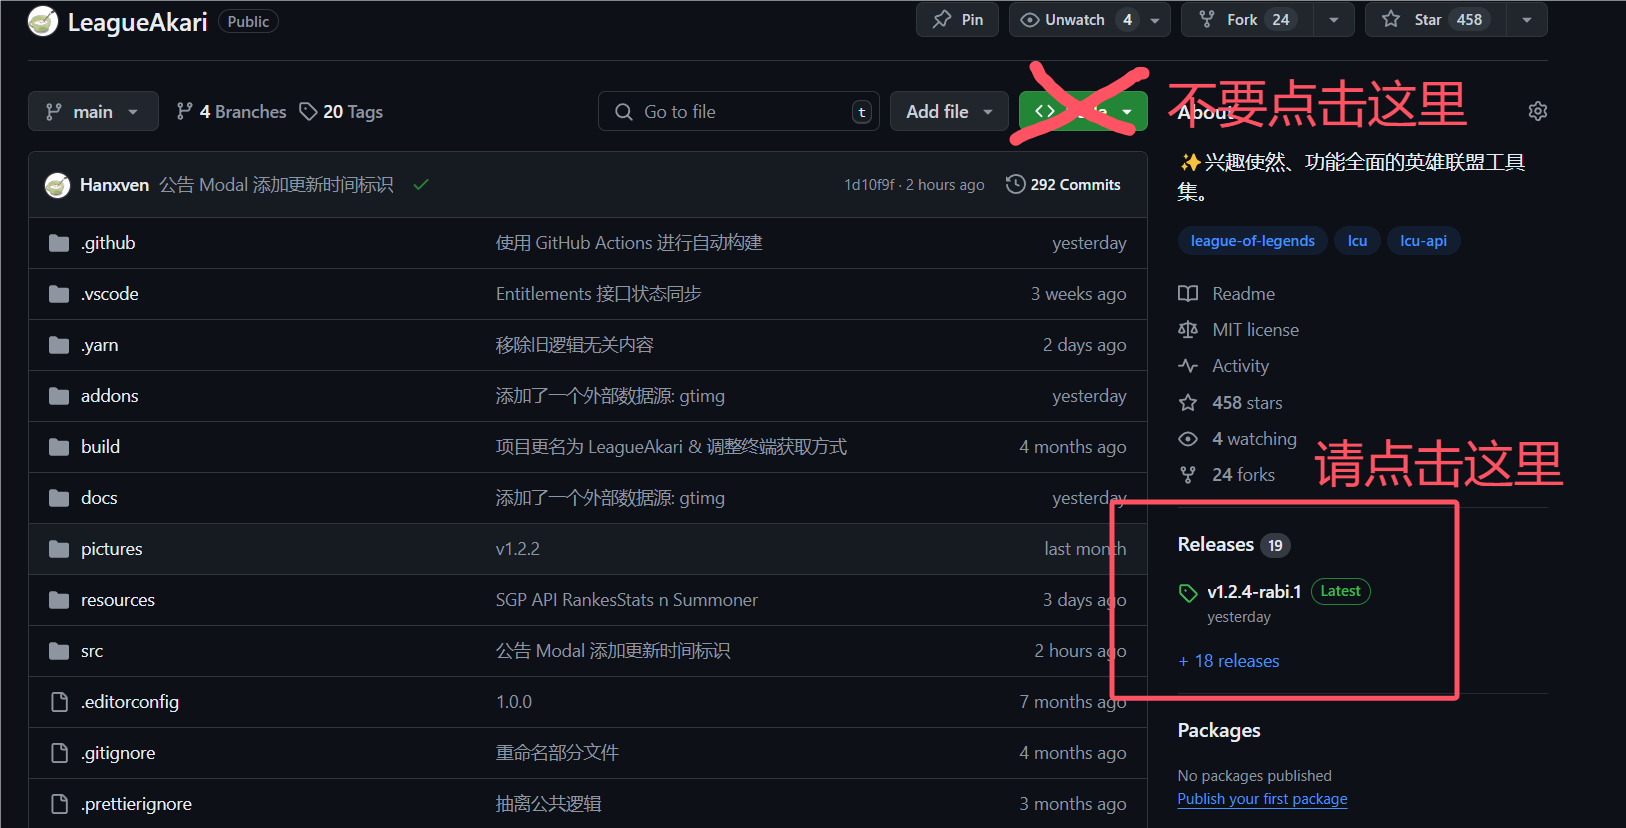 LeagueAkari Public
Pin
Unwatch 4
Fork 24
Star 458
main
4 Branches
20 Tags
Go to file t
Add file
不要点击这里
About
✨兴趣使然、功能全面的英雄联盟工具
集。
league-of-legends lcu lcu-api
Readme
MIT license
Activity
458 stars
4 watching
24 forks
请点击这里
Releases 19
v1.2.4-rabi.1 Latest
yesterday
+ 18 releases
Packages
No packages published
Publish your first package
Hanxven 公告 Modal 添加更新时间标识 1d10f9f · 2 hours ago 292 Commits
.github 使用 GitHub Actions 进行自动构建 yesterday
.vscode Entitlements 接口状态同步 3 weeks ago
.yarn 移除旧逻辑无关内容 2 days ago
addons 添加了一个外部数据源: gtimg yesterday
build 项目更名为 LeagueAkari & 调整终端获取方式 4 months ago
docs 添加了一个外部数据源: gtimg yesterday
pictures v1.2.2 last month
resources SGP API RankesStats n Summoner 3 days ago
src 公告 Modal 添加更新时间标识 2 hours ago
.editorconfig 1.0.0 7 months ago
.gitignore 重命名部分文件 4 months ago
.prettierignore 抽离公共逻辑 3 months ago